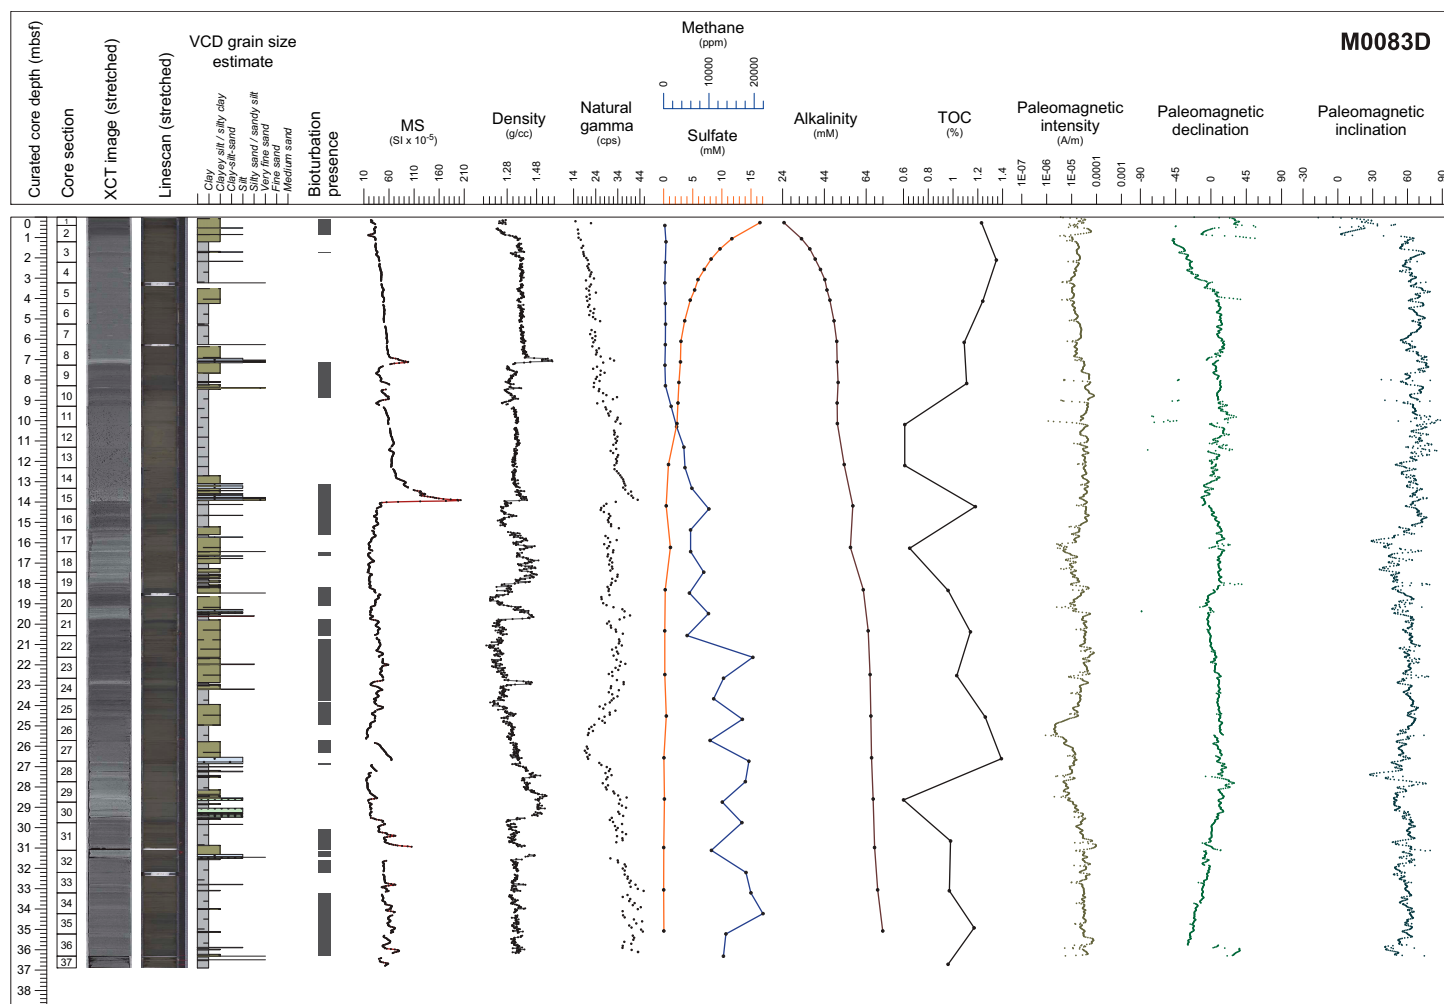 M0083D
Curated core depth (mbsf)
Core section
XCT image (stretched)
Linescan (stretched)
VCD grain size
estimate
Clay
Clayey silt / silty clay
Clay-silt-sand
Silt
Silty sand / sandy silt
Very fine sand
Fine sand
Medium sand
Bioturbation
presence
MS
(SI x 10-5)
10 60 110 160 210
Density
(g/cc)
1.28 1.48
Natural
gamma
(cps)
14 24 34 44
Methane
(ppm)
0 10000 20000
Sulfate
(mM)
0 5 10 15
Alkalinity
(mM)
24 44 64
TOC
(%)
0.6 0.8 1 1.2 1.4
Paleomagnetic
intensity
(A/m)
1E-07 1E-06 1E-05 0.0001 0.001
Paleomagnetic
declination
-90 -45 0 45 90
Paleomagnetic
inclination
-30 0 30 60 90
0
1
2
3
4
5
6
7
8
9
10
11
12
13
14
15
16
17
18
19
20
21
22
23
24
25
26
27
28
29
30
31
32
33
34
35
36
37
38
1
2
3
4
5
6
7
8
9
10
11
12
13
14
15
16
17
18
19
20
21
22
23
24
25
26
27
28
29
30
31
32
33
34
35
36
37